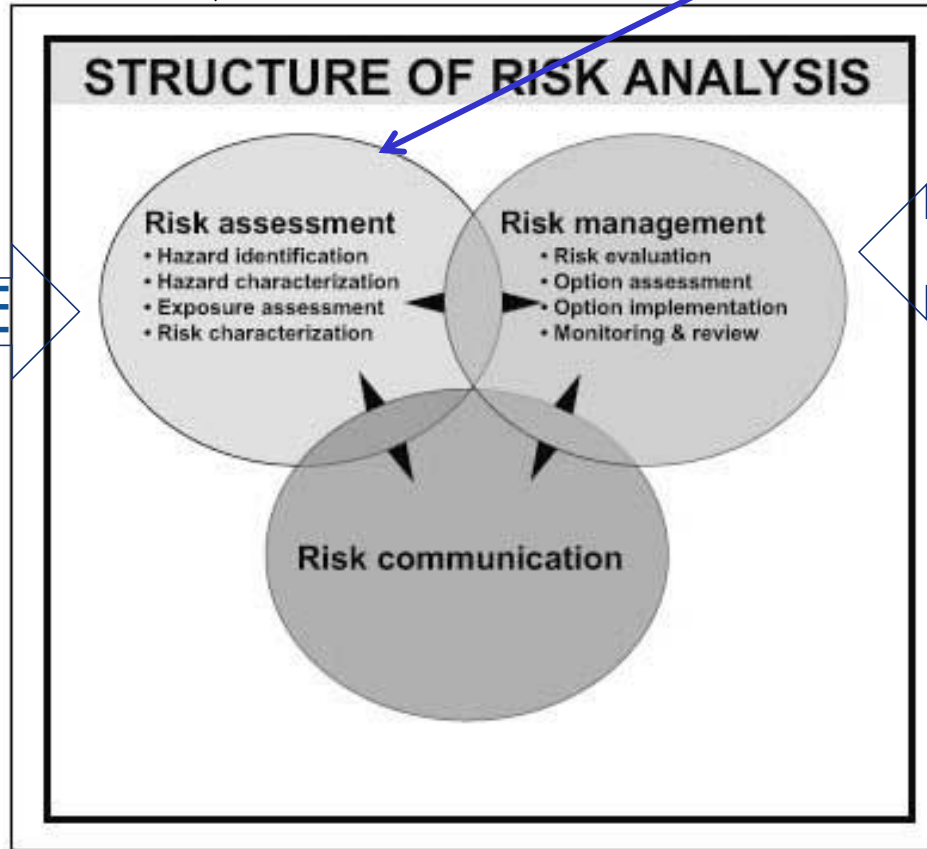 STRUCTURE OF RISK ANALYSIS
Risk assessment
• Hazard identification
• Hazard characterization
• Exposure assessment
• Risk characterization
Risk management
• Risk evaluation
• Option assessment
• Option implementation
• Monitoring & review
Risk communication